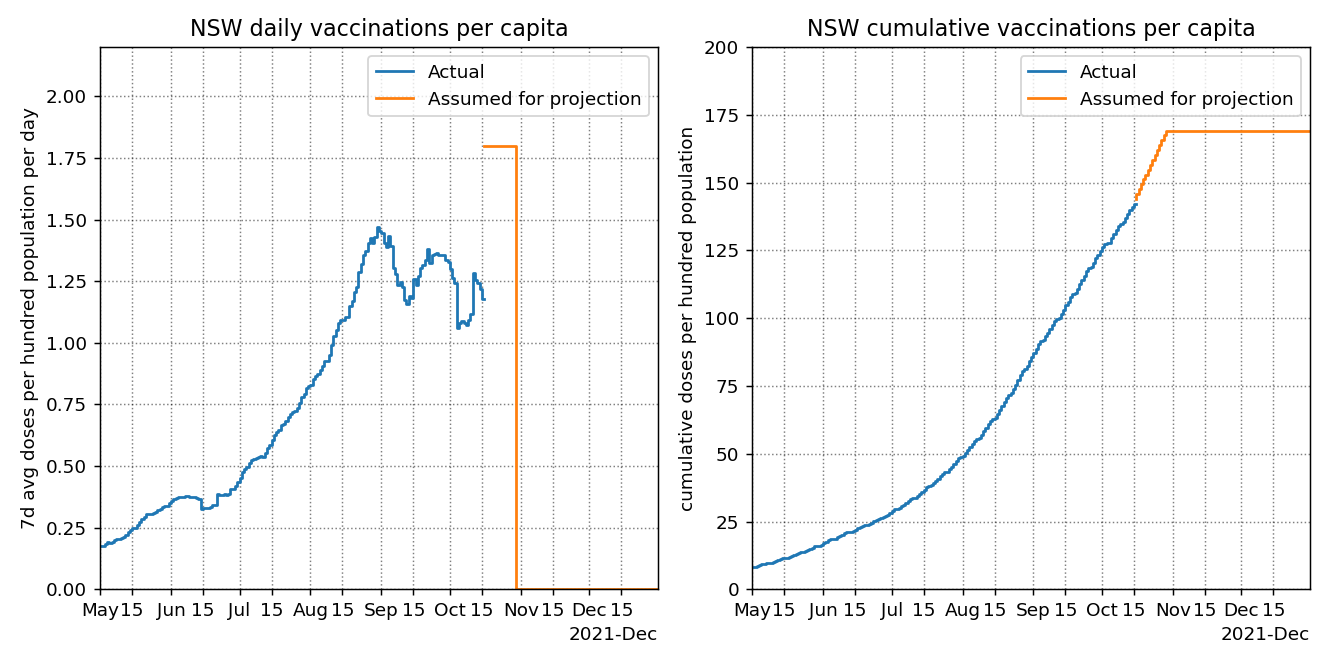 NSW daily vaccinations per capita
7d avg doses per hundred population per day
2.00
1.75
1.50
1.25
1.00
0.75
0.50
0.25
0.00
Actual
Assumed for projection
May 15 Jun 15 Jul 15 Aug 15 Sep 15 Oct 15 Nov 15 Dec 15
2021-Dec
NSW cumulative vaccinations per capita
cumulative doses per hundred population
200
175
150
125
100
75
50
25
0
Actual
Assumed for projection
May 15 Jun 15 Jul 15 Aug 15 Sep 15 Oct 15 Nov 15 Dec 15
2021-Dec